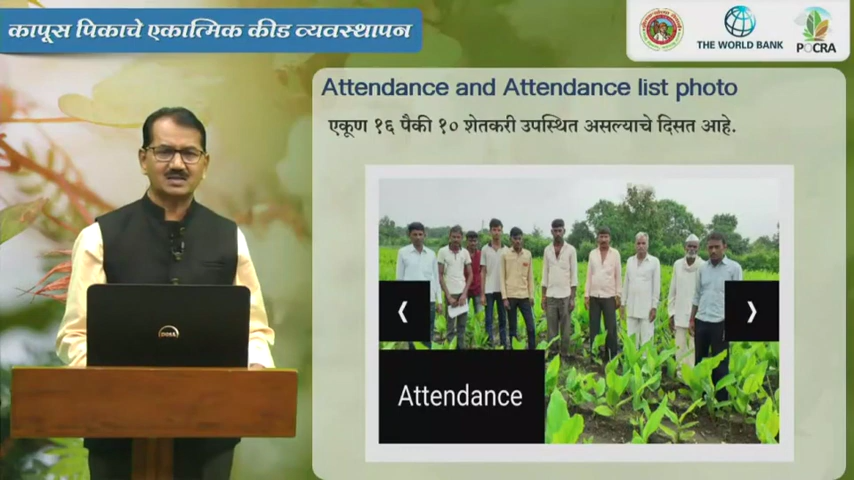 कापूस पिकाचे एकात्मिक कीड व्यवस्थापन
THE WORLD BANK
POCRA
Attendance and Attendance list photo
एकूण १६ पैकी १० शेतकरी उपस्थित असल्याचे दिसत आहे.
Attendance
DELL